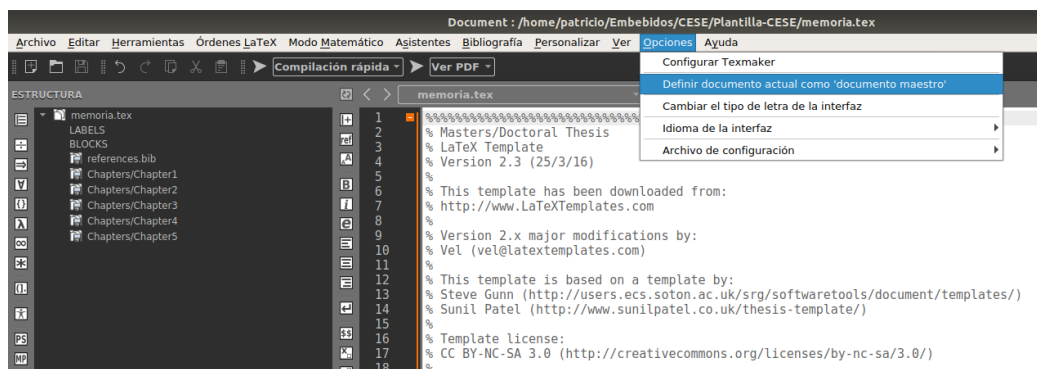 Document : /home/patricio/Embebidos/CESE/Plantilla-CESE/memoria.tex
Archivo Editar Herramientas Órdenes LaTeX Modo Matemático Asistentes Bibliografía Personalizar Ver Opciones Ayuda
Compilación rápida Ver PDF
Configurar Texmaker
Definir documento actual como 'documento maestro'
Cambiar el tipo de letra de la interfaz
Idioma de la interfaz
Archivo de configuración
ESTRUCTURA
memoria.tex
memoria.tex
LABELS
BLOCKS
references.bib
Chapters/Chapter1
Chapters/Chapter2
Chapters/Chapter3
Chapters/Chapter4
Chapters/Chapter5
PS
MP
ref
B
i
$$
1 %%%%%%%%%%%%%%%%%%%%%%%%%%%%%
2 % Masters/Doctoral Thesis
3 % LaTeX Template
4 % Version 2.3 (25/3/16)
5 %
6 % This template has been downloaded from:
7 % http://www.LaTeXTemplates.com
8 %
9 % Version 2.x major modifications by:
10 % Vel (vel@latextemplates.com)
11 %
12 % This template is based on a template by:
13 % Steve Gunn (http://users.ecs.soton.ac.uk/srg/softwaretools/document/templates/)
14 % Sunil Patel (http://www.sunilpatel.co.uk/thesis-template/)
15 %
16 % Template license:
17 % CC BY-NC-SA 3.0 (http://creativecommons.org/licenses/by-nc-sa/3.0/)
18 %